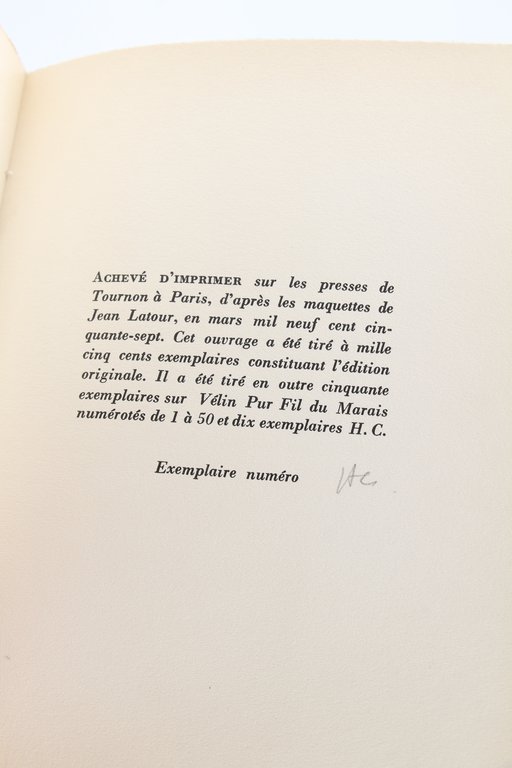 ACHEVÉ D'IMPRIMER sur les presses de
Tournon à Paris, d'après les maquettes de
Jean Latour, en mars mil neuf cent cin-
quante-sept. Cet ouvrage a été tiré à mille
cinq cents exemplaires constituant l'édition
originale. Il a été tiré en outre cinquante
exemplaires sur Vélin Pur Fil du Marais
numérotés de 1 à 50 et dix exemplaires H. C.
Exemplaire numéro HC